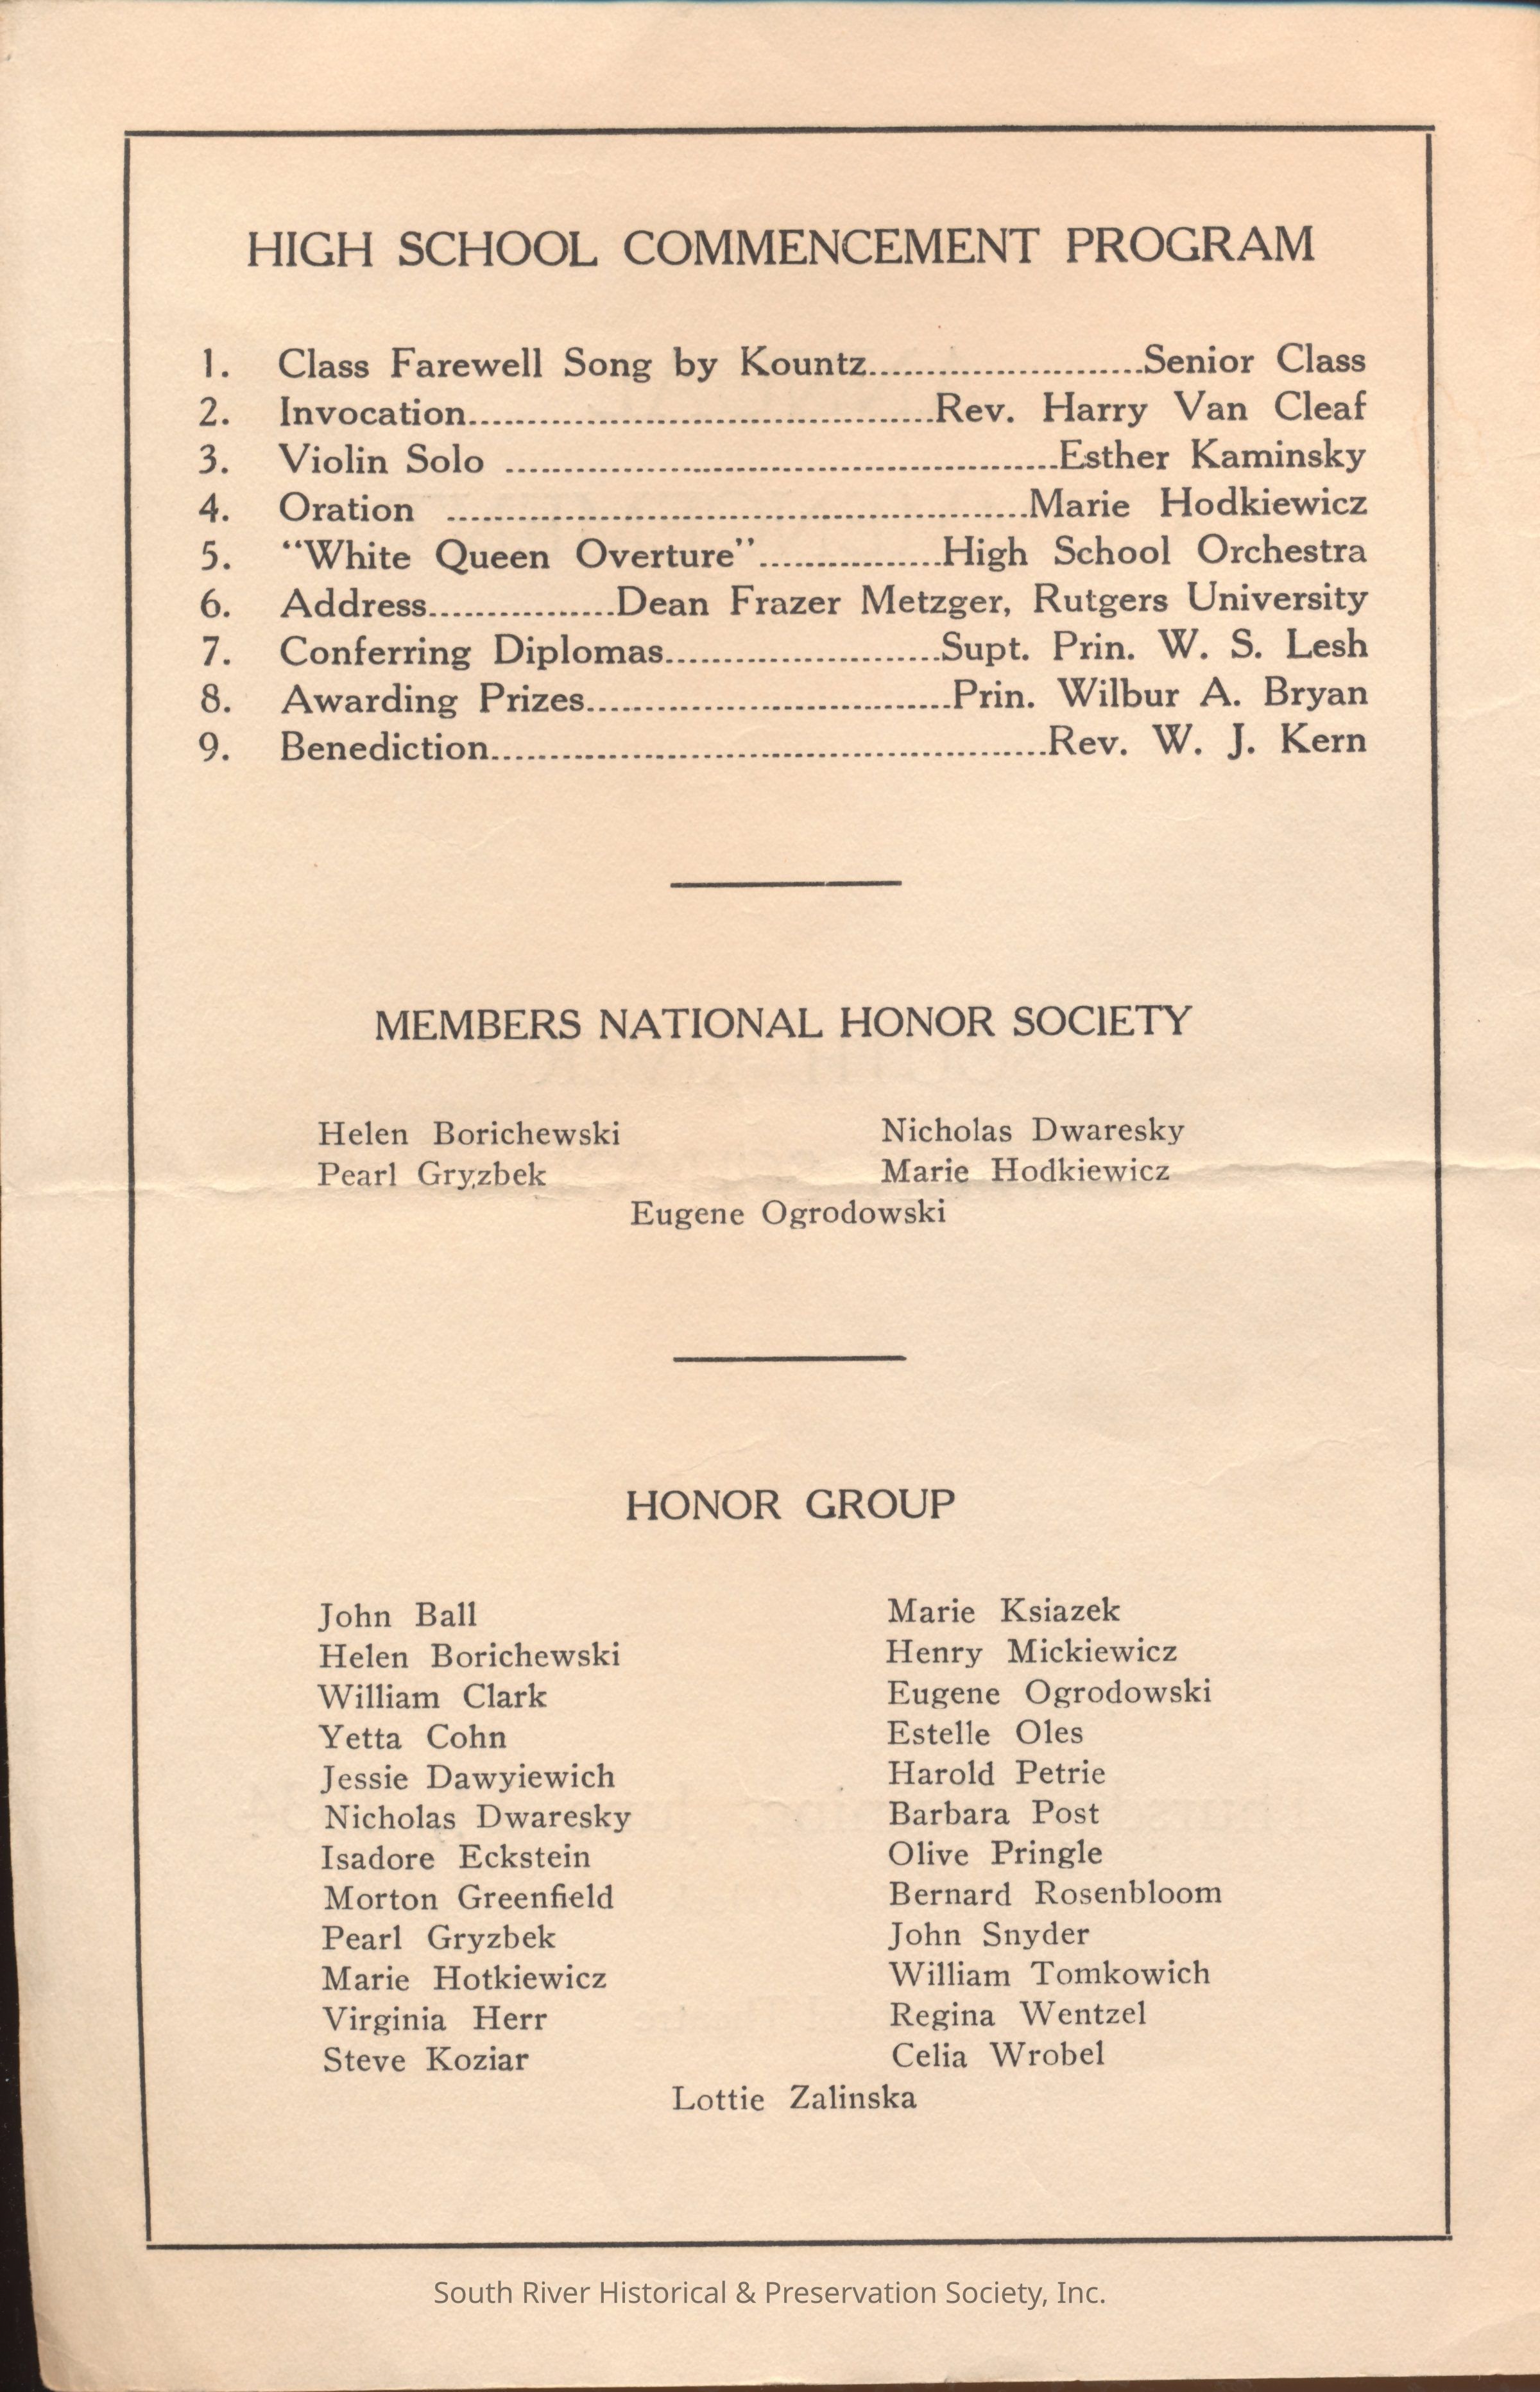 HIGH SCHOOL COMMENCEMENT PROGRAM
1. Class Farewell Song by Kountz........................Senior Class
2. Invocation........................................Rev. Harry Van Cleaf
3. Violin Solo ................................................Esther Kaminsky
4. Oration ..................................................Marie Hodkiewicz
5. “White Queen Overture”................High School Orchestra
6. Address................Dean Frazer Metzger, Rutgers University
7. Conferring Diplomas........................Supt. Prin. W. S. Lesh
8. Awarding Prizes...............................Prin. Wilbur A. Bryan
9. Benediction................................................Rev. W. J. Kern
MEMBERS NATIONAL HONOR SOCIETY
Helen Borichewski Nicholas Dwaresky
Pearl Gryzbek Marie Hodkiewicz
Eugene Ogrodowski
HONOR GROUP
John Ball Marie Ksiazek
Helen Borichewski Henry Mickiewicz
William Clark Eugene Ogrodowski
Yetta Cohn Estelle Oles
Jessie Dawyiewich Harold Petrie
Nicholas Dwaresky Barbara Post
Isadore Eckstein Olive Pringle
Morton Greenfield Bernard Rosenbloom
Pearl Gryzbek John Snyder
Marie Hotkiewicz William Tomkowich
Virginia Herr Regina Wentzel
Steve Koziar Celia Wrobel
Lottie Zalinska
South River Historical & Preservation Society, Inc.